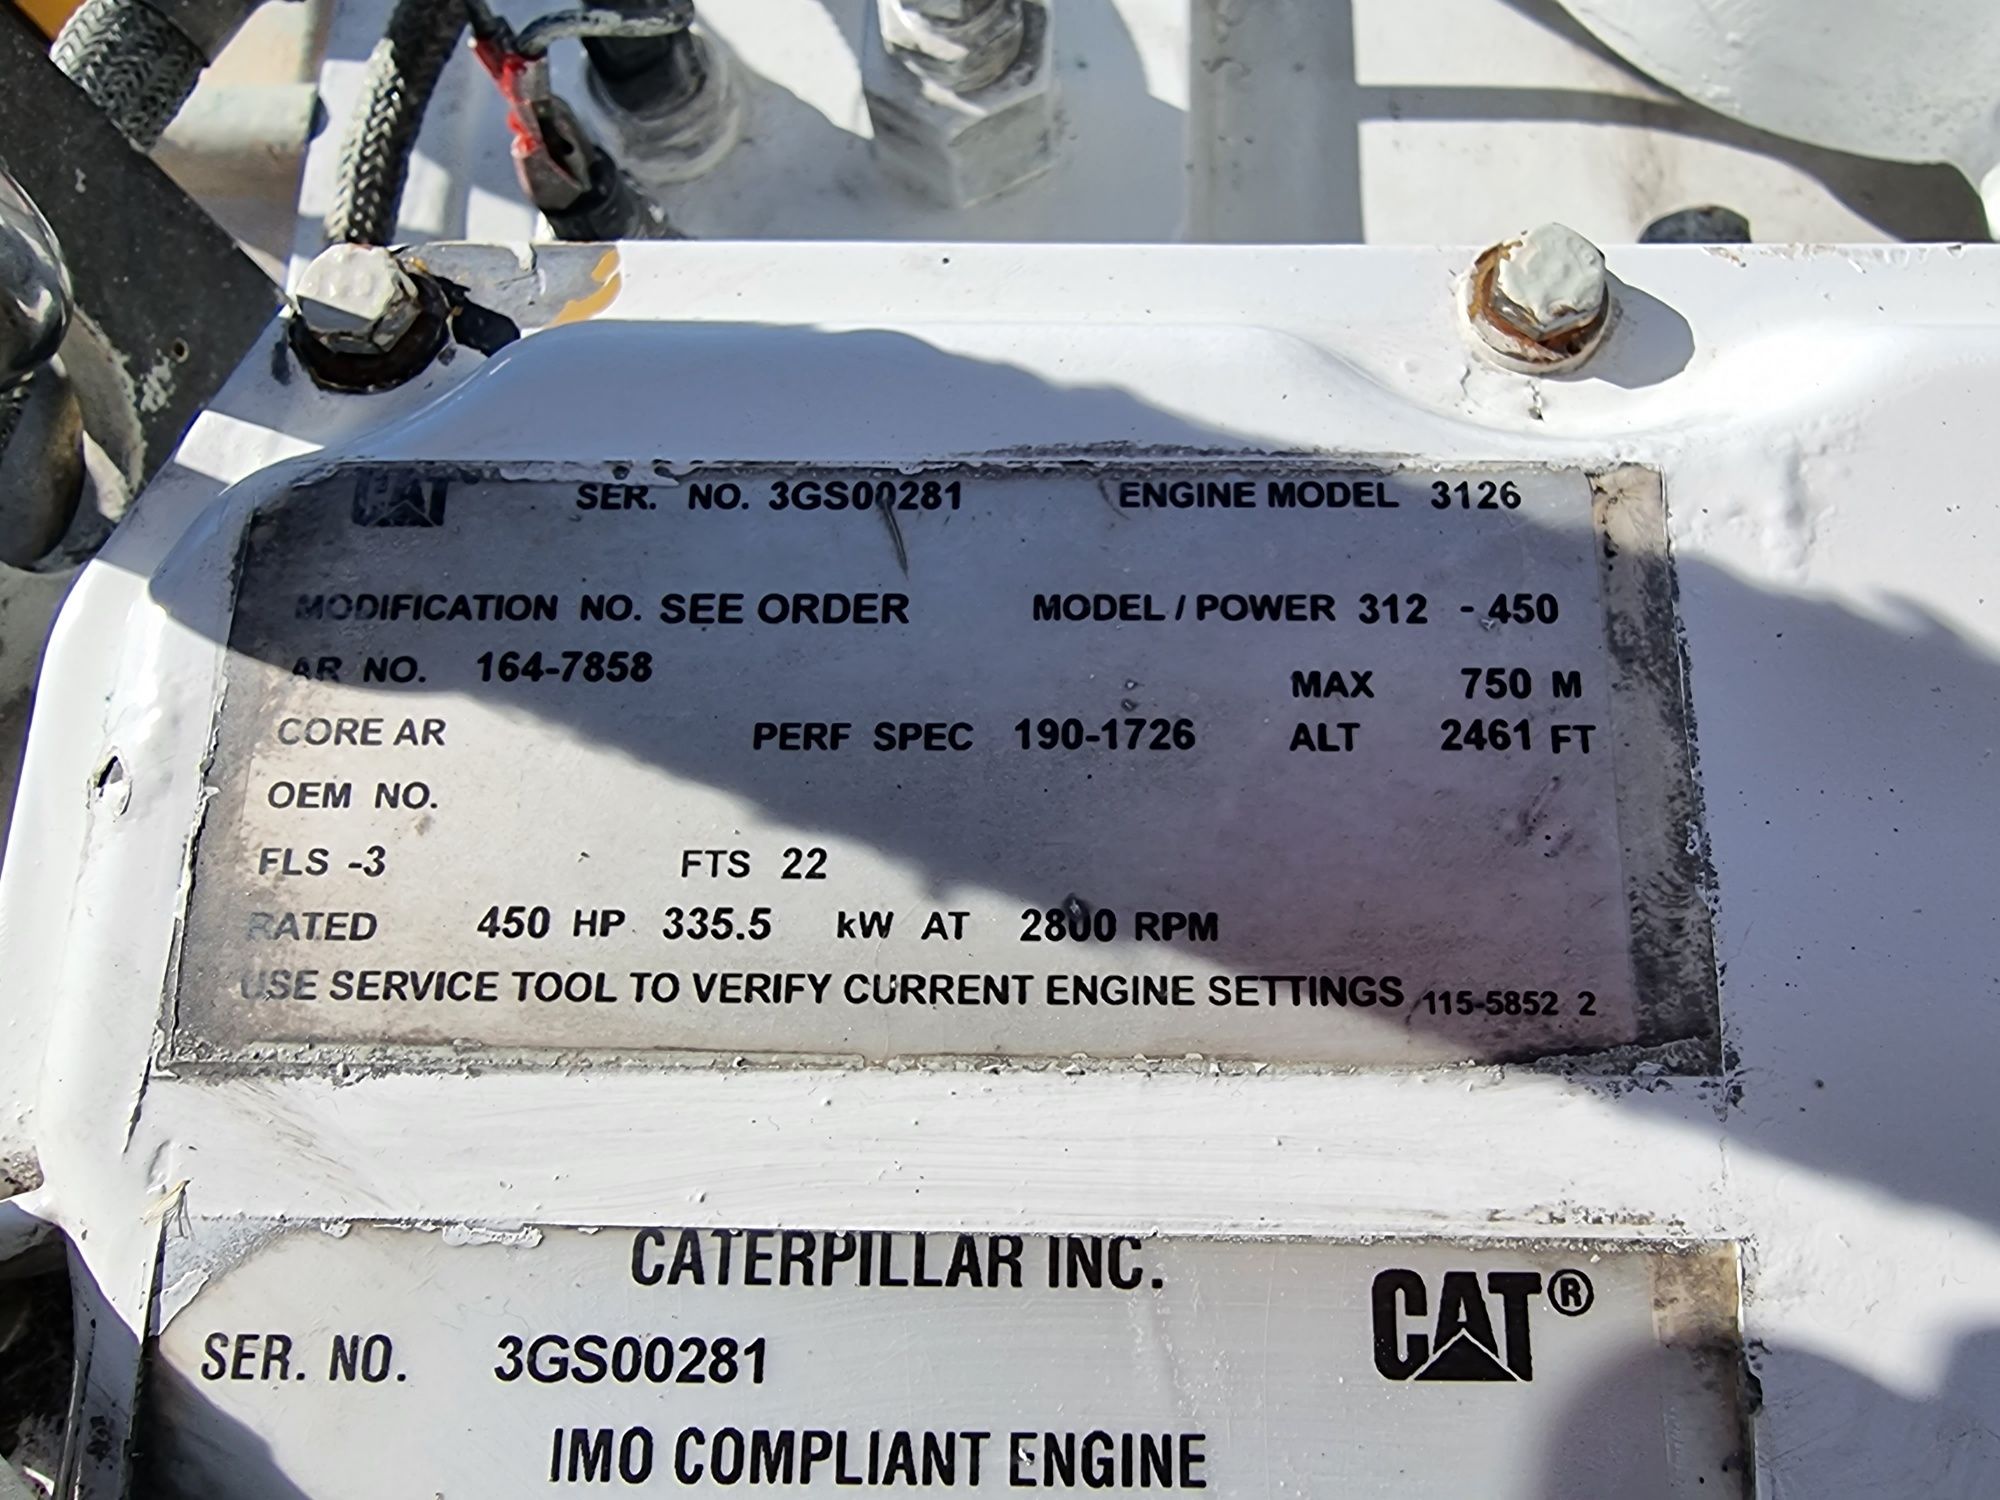 CAT SER. NO. 3GS00281 ENGINE MODEL 3126
MODIFICATION NO. SEE ORDER MODEL / POWER 312 - 450
AR NO. 164-7858 MAX 750 M
CORE AR PERF SPEC 190-1726 ALT 2461 FT
OEM NO.
FLS -3 FTS 22
RATED 450 HP 335.5 kW AT 2800 RPM
USE SERVICE TOOL TO VERIFY CURRENT ENGINE SETTINGS 115-5852 2
CATERPILLAR INC.
CAT®
SER. NO. 3GS00281
IMO COMPLIANT ENGINE